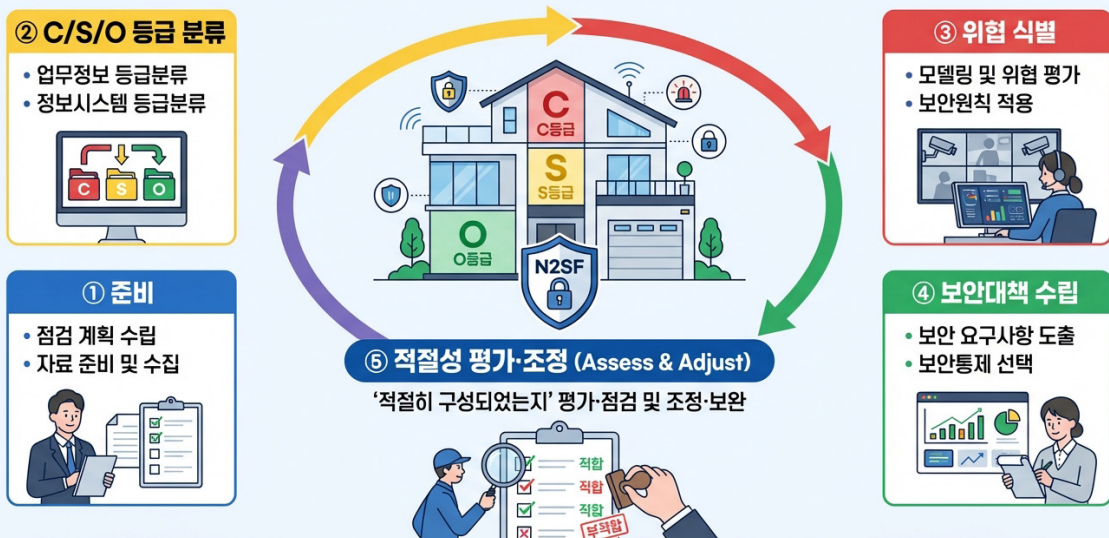 ② C/S/O 등급 분류
• 업무정보 등급분류
• 정보시스템 등급분류
C S O
③ 위협 식별
• 모델링 및 위협 평가
• 보안원칙 적용
C
C등급
S
S등급
O
O등급
N2SF
① 준비
• 점검 계획 수립
• 자료 준비 및 수집
④ 보안대책 수립
• 보안 요구사항 도출
• 보안통제 선택
⑤ 적절성 평가·조정 (Assess & Adjust)
‘적절히 구성되었는지’ 평가·점검 및 조정·보완
적합
적합
적합
부적합